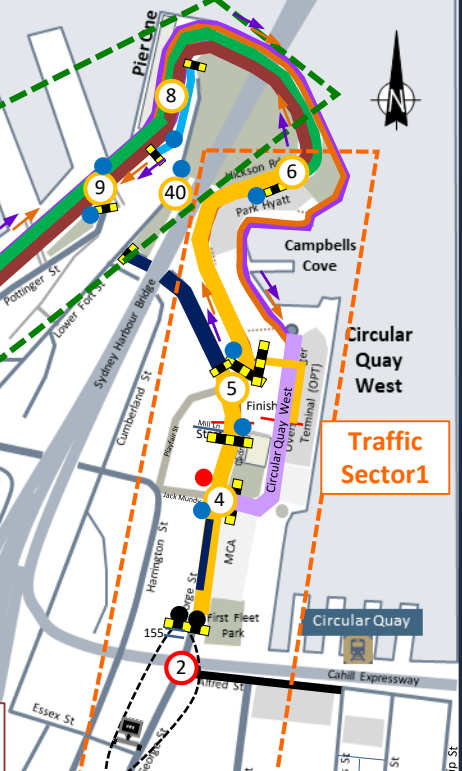 Pier One
8
N
9
40
Hickson Rd
6
Park Hyatt
Campbells
Cove
Pottinger St
Lower Fort St
Sydney Harbour Bridge
Cumberland St
Circular
Quay
West
5
Finish
Terminal (OPT)
Circular Quay West
Playfair St
Mill Ln
St
Traffic
Sector1
4
Jack Mundy
MCA
Harrington St
First Fleet
Park
155
Circular Quay
2
Alfred St
Cahill Expressway
Essex St
George St